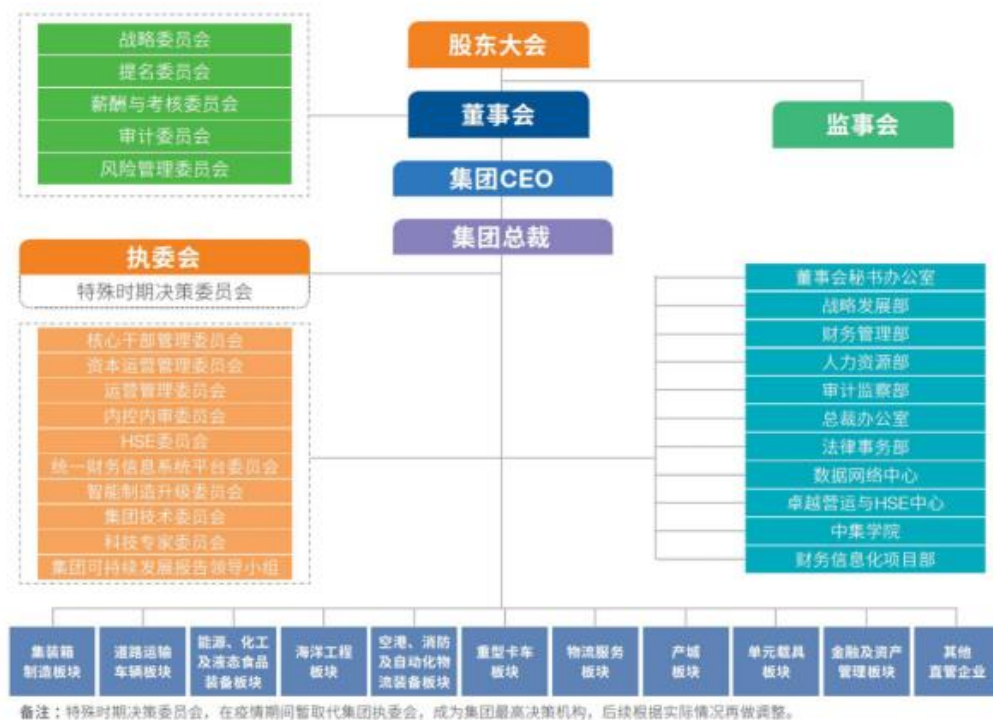 战略委员会
提名委员会
薪酬与考核委员会
审计委员会
风险管理委员会
股东大会
董事会
监事会
集团CEO
集团总裁
执委会
特殊时期决策委员会
核心干部管理委员会
资本运营管理委员会
运营管理委员会
内控内审委员会
HSE委员会
统一财务信息系统平台委员会
智能制造升级委员会
集团技术委员会
科技专家委员会
集团可持续发展报告领导小组
董事会秘书办公室
战略发展部
财务管理部
人力资源部
审计监察部
总裁办公室
法律事务部
数据网络中心
卓越营运与HSE中心
中集学院
财务信息化项目部
集装箱
制造板块
道路运输
车辆板块
能源、化工
及液态食品
装备板块
海洋工程
板块
空港、消防
及自动化物
流装备板块
重型卡车
板块
物流服务
板块
产城
板块
单元载具
板块
金融及资产
管理板块
其他
直管企业
备注：特殊时期决策委员会，在疫情期间暂取代集团执委会，成为集团最高决策机构，后续根据实际情况再做调整。